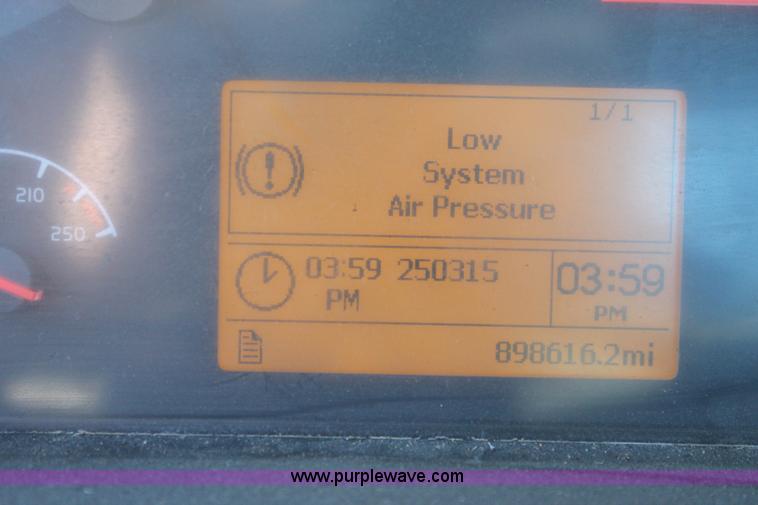 1/1
Low
System
Air Pressure
03:59 250315
PM
03:59
PM
898616.2mi
210
250
www.purplewave.com